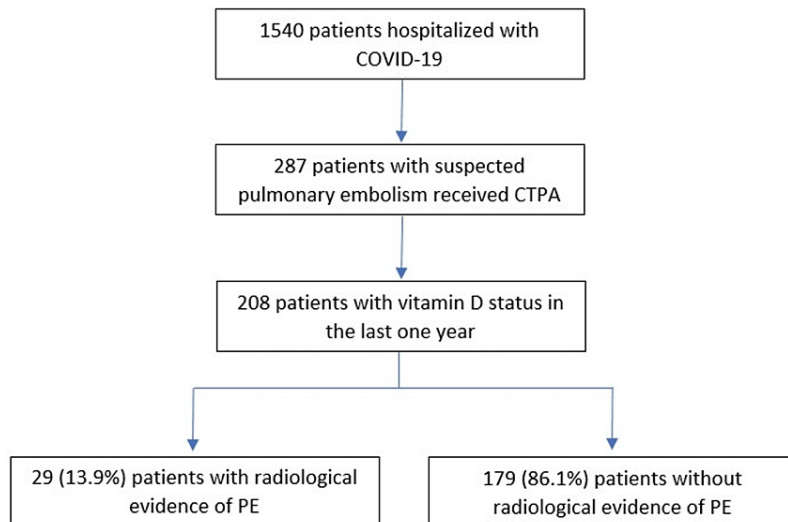 1540 patients hospitalized with
COVID-19
287 patients with suspected
pulmonary embolism received CTPA
208 patients with vitamin D status in
the last one year
29 (13.9%) patients with radiological
evidence of PE
179 (86.1%) patients without
radiological evidence of PE